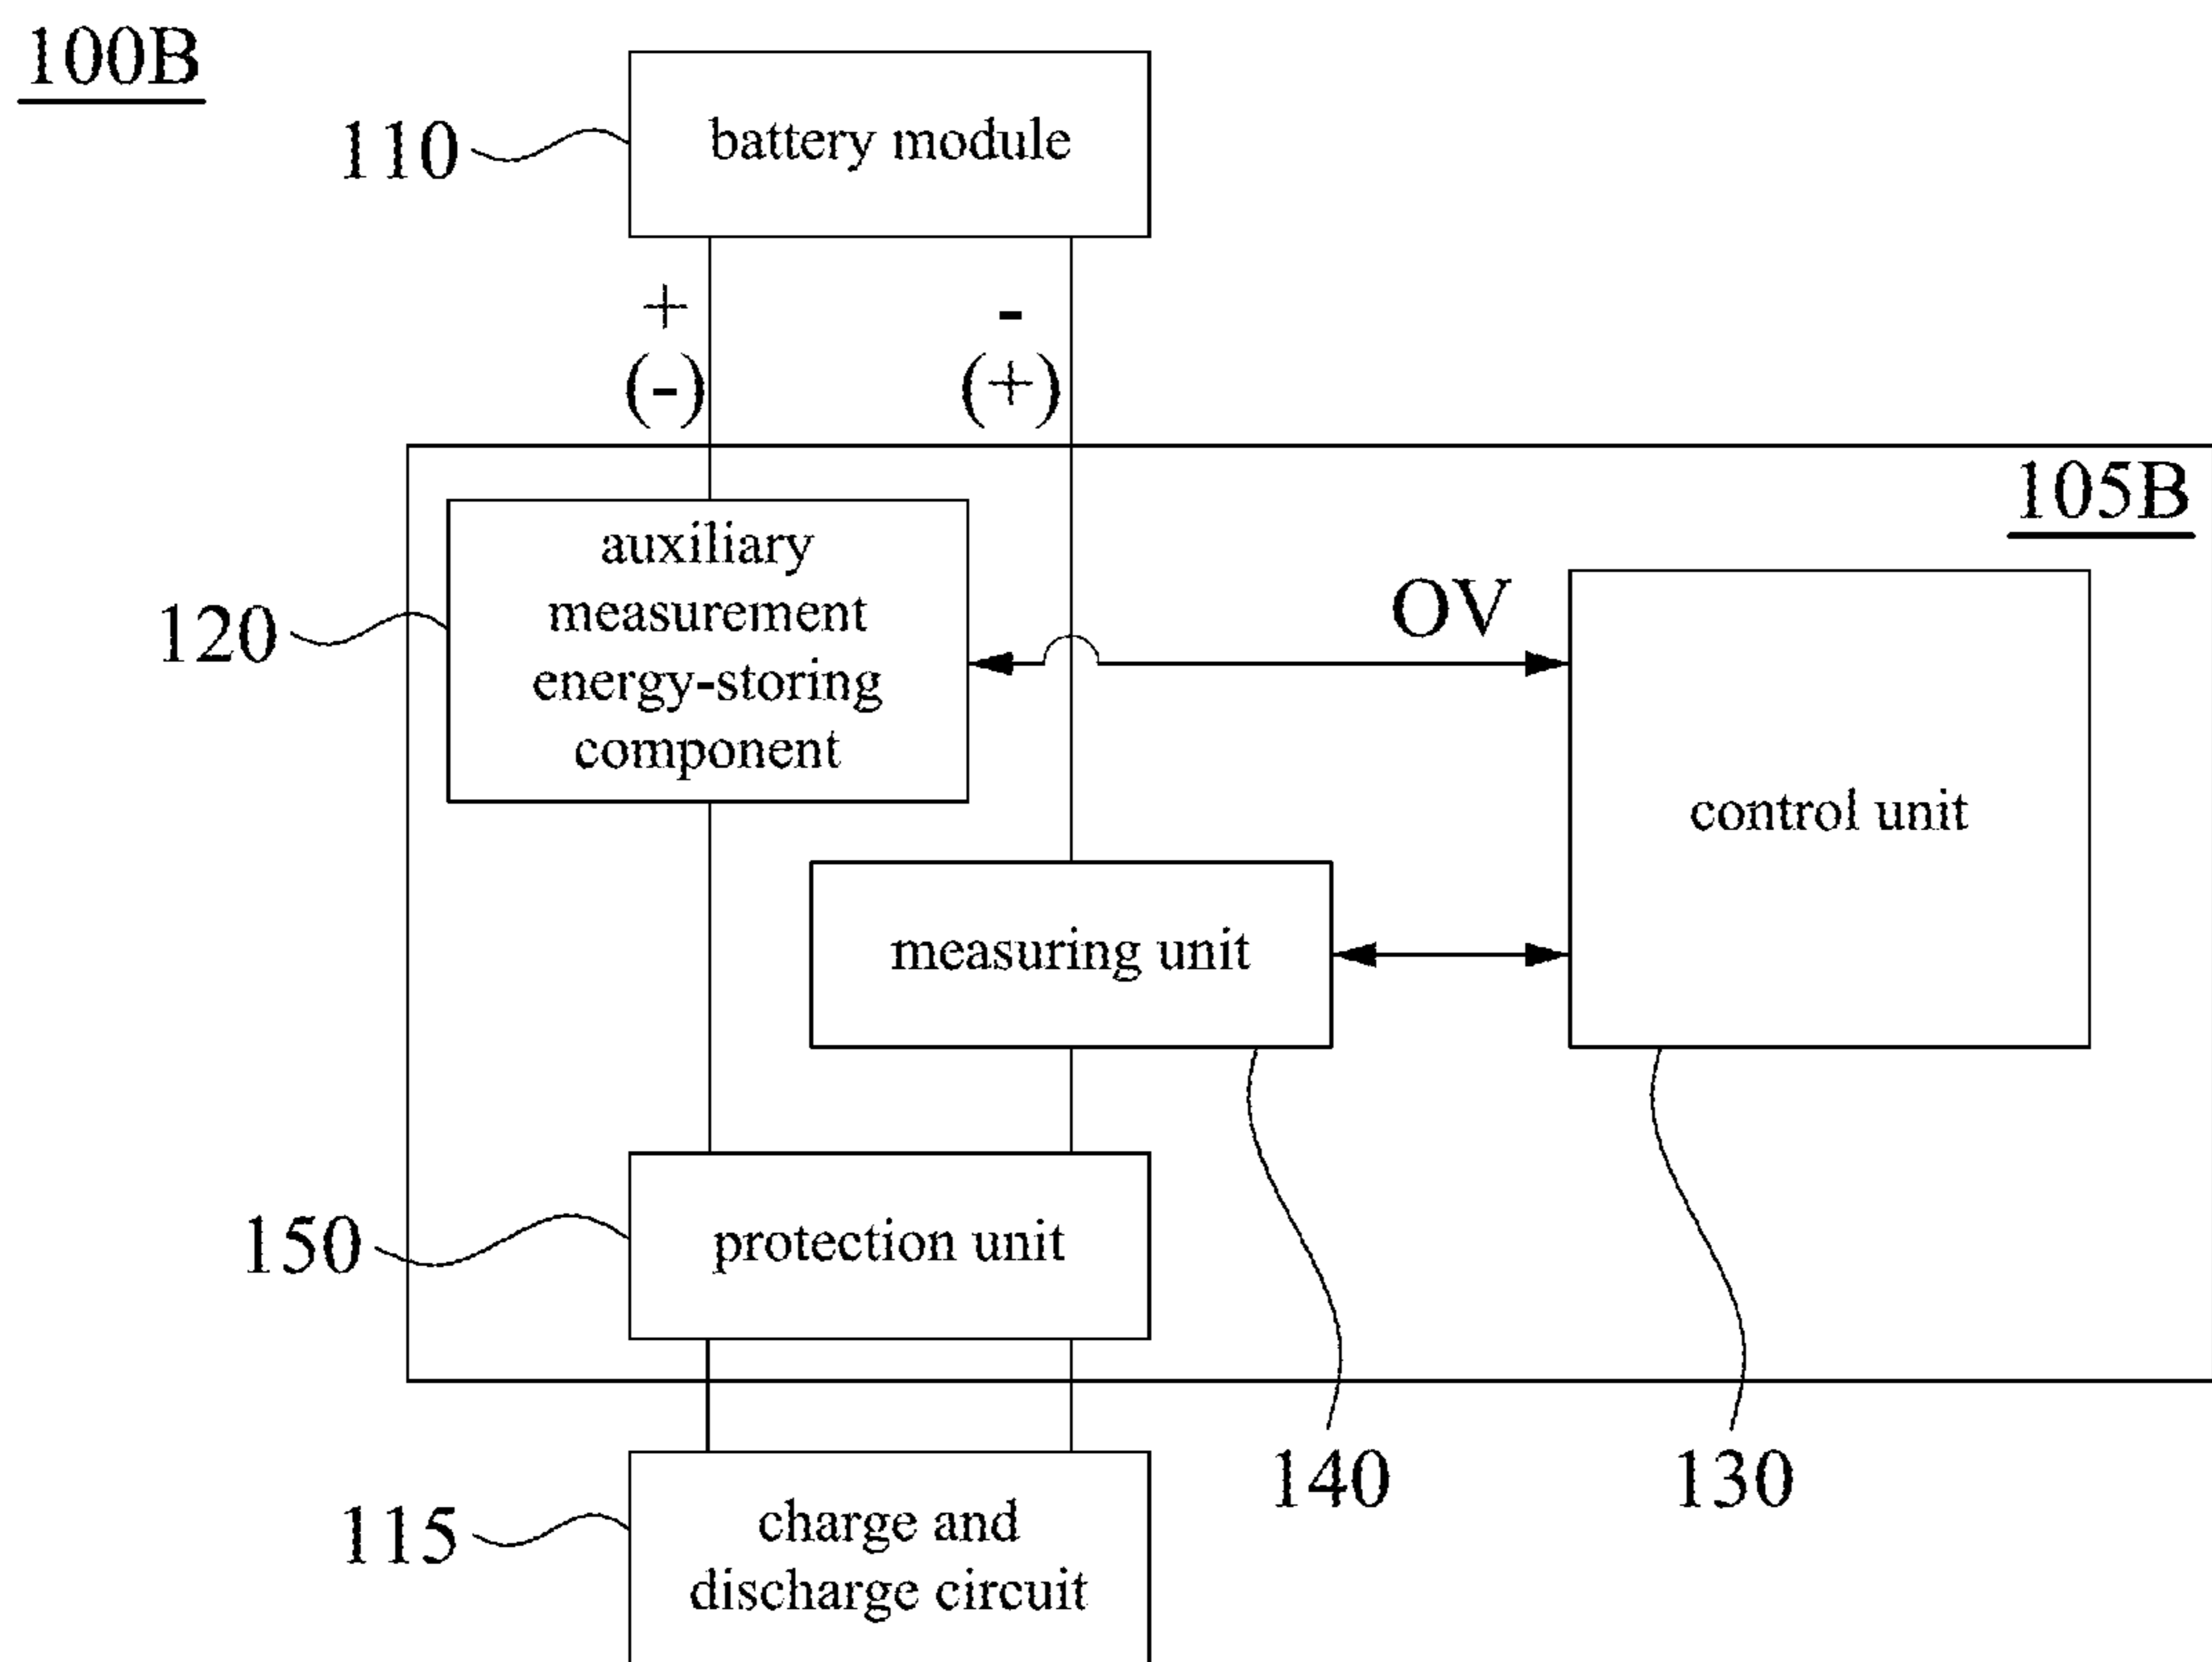 100B
110
battery module
+
-
(-)
(+)
105B
auxiliary
measurement
energy-storing
component
120
OV
control unit
measuring unit
150
protection unit
140
130
115
charge and
discharge circuit